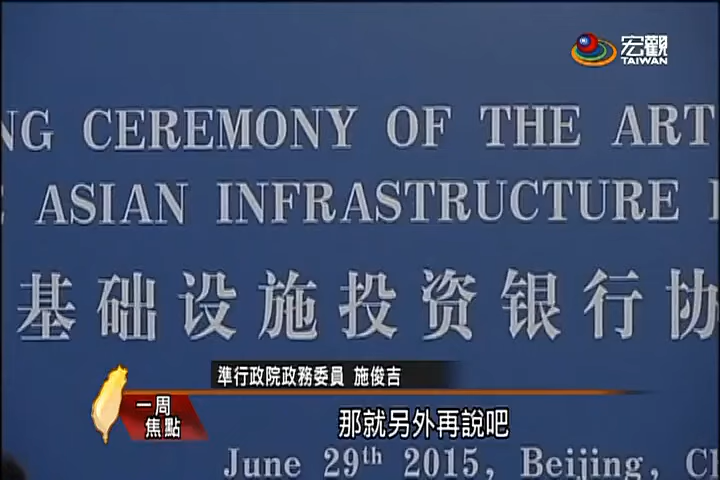 宏觀
TAIWAN
NG CEREMONY OF THE ART
E ASIAN INFRASTRUCTURE I
基础设施投资银行协
準行政院政務委員 施俊吉
一周
焦點
那就另外再說吧
June 29th 2015, Beijing, Ch